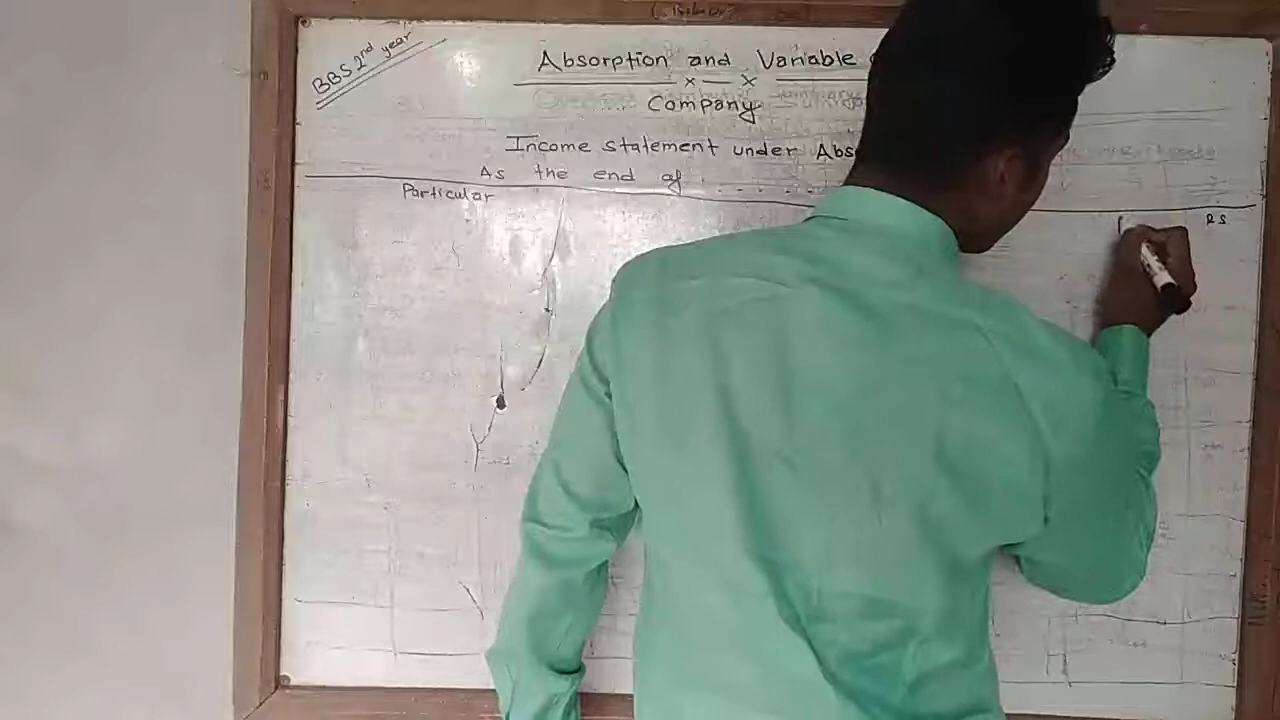 BBS 2nd year
Absorption and Variable
x — x
Company
Income statement under Abs
As the end of ........
Particular
RS